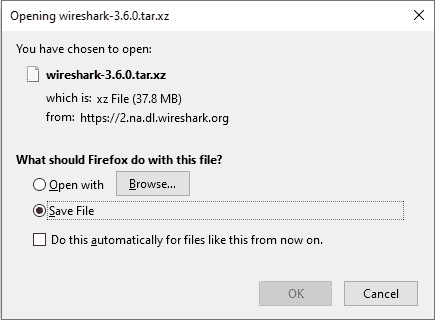 Opening wireshark-3.6.0.tar.xz
You have chosen to open:
wireshark-3.6.0.tar.xz
which is: xz File (37.8 MB)
from: https://2.na.dl.wireshark.org
What should Firefox do with this file?
Open with Browse...
Save File
Do this automatically for files like this from now on.
OK Cancel